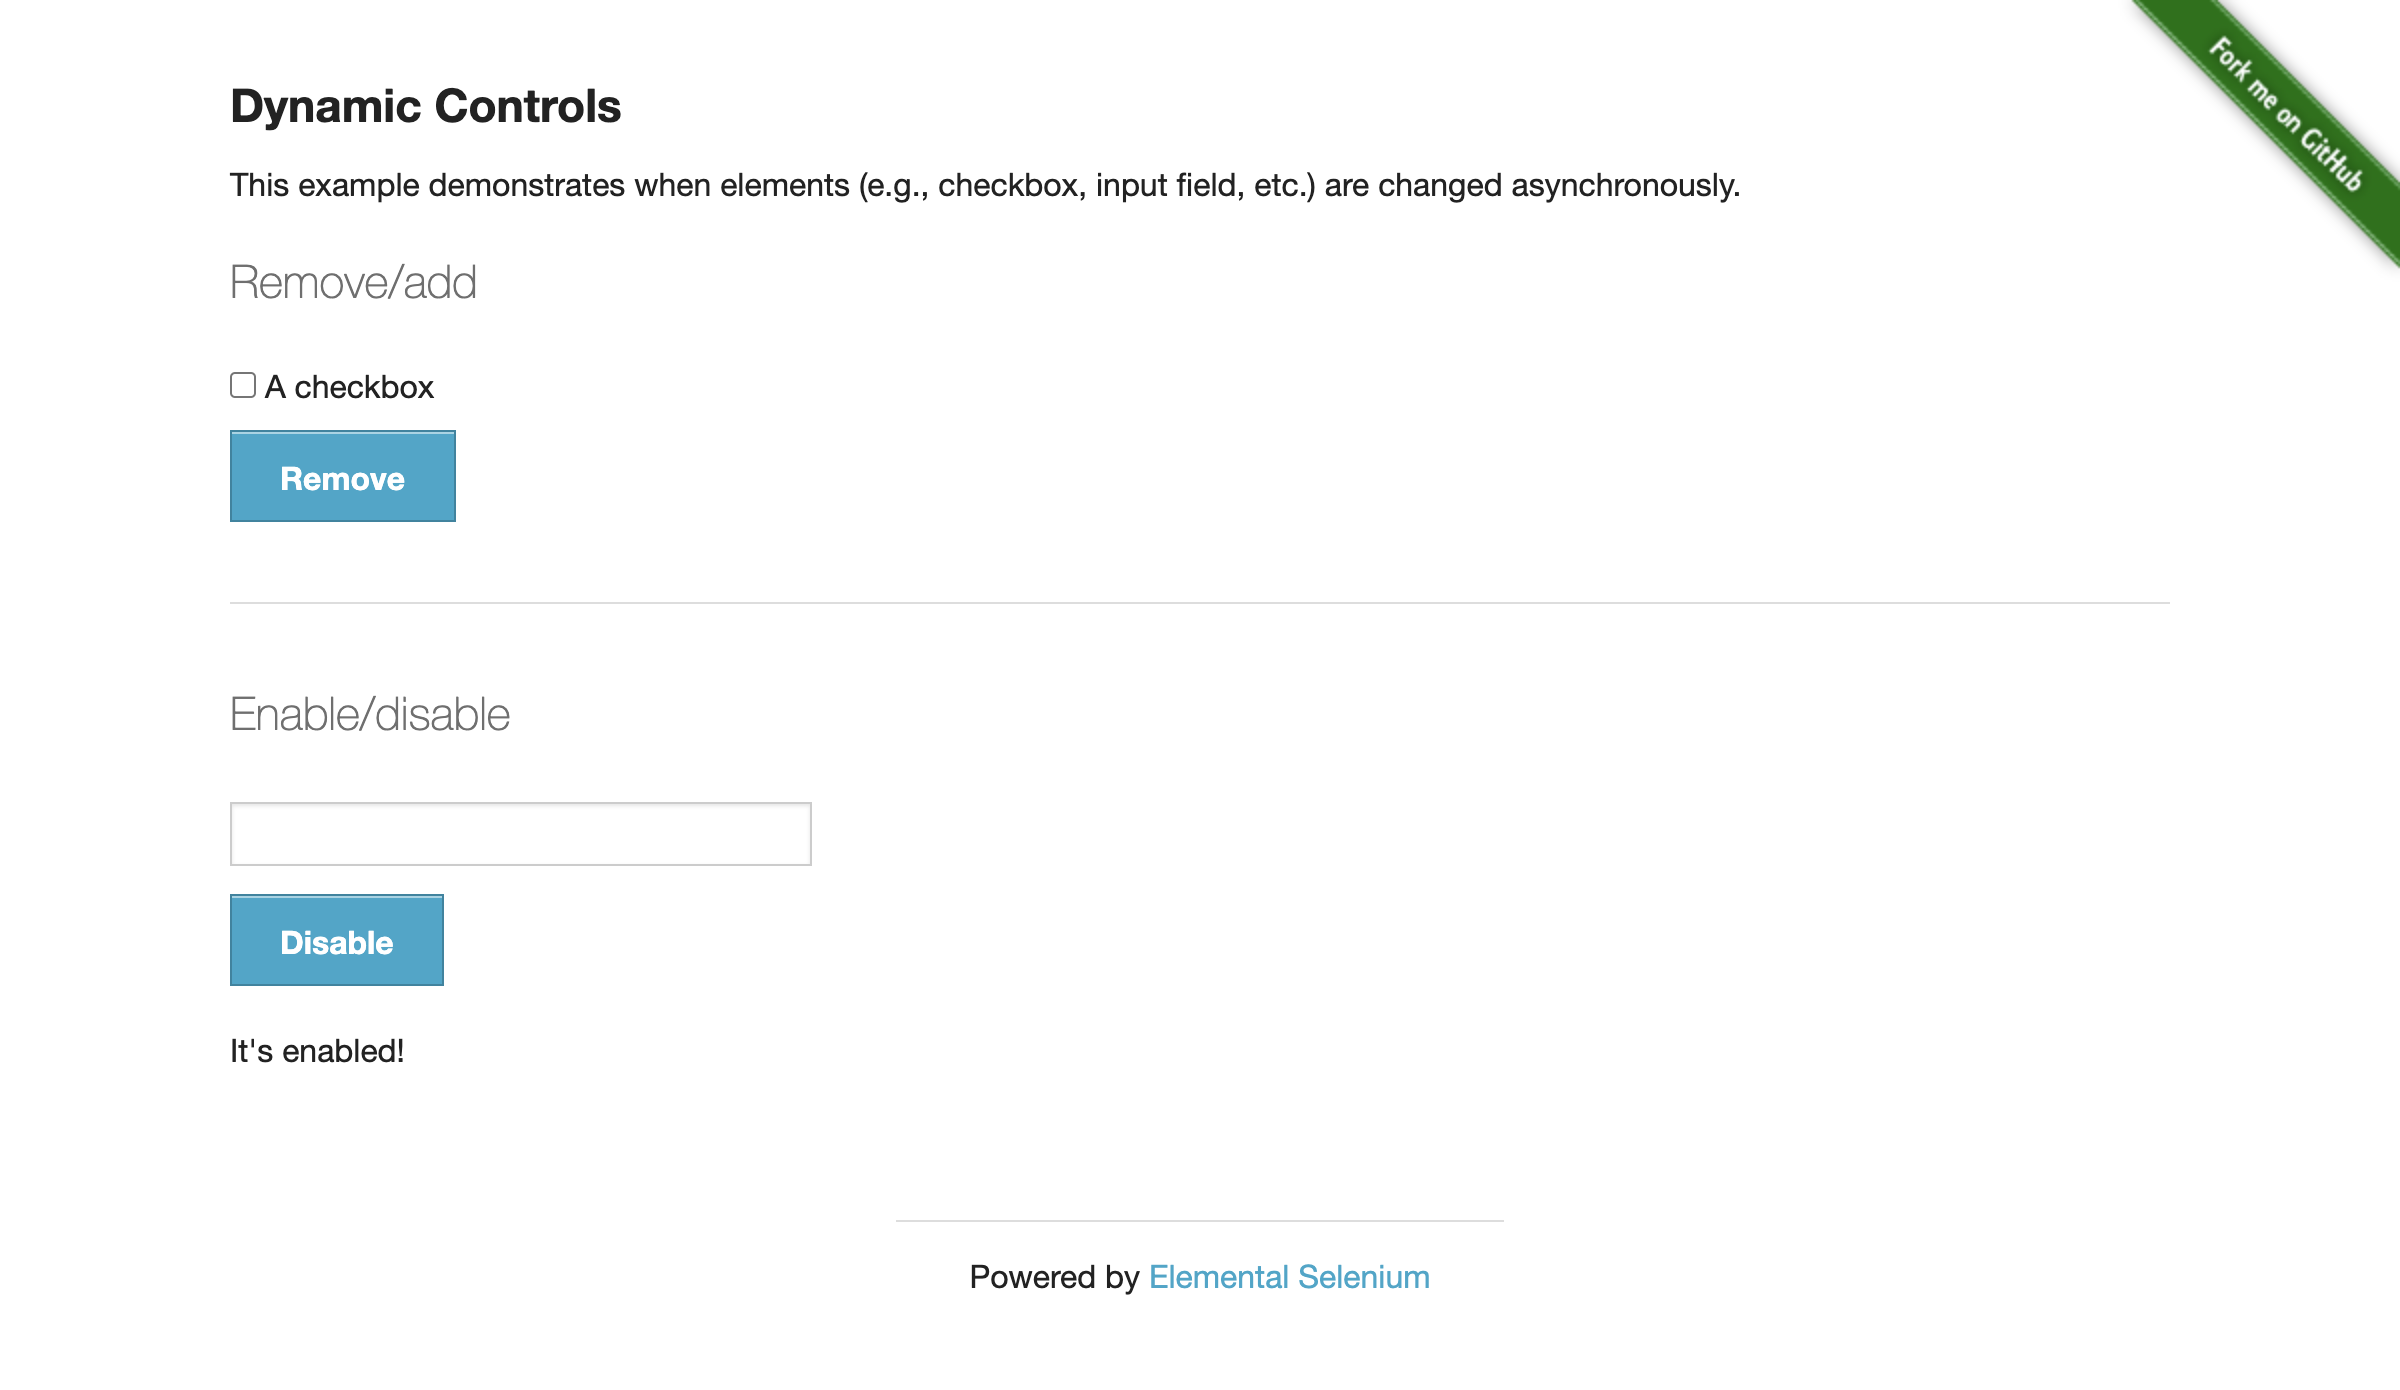 Fork me on GitHub
Dynamic Controls
This example demonstrates when elements (e.g., checkbox, input field, etc.) are changed asynchronously.
Remove/add
A checkbox
Remove
Enable/disable
Disable
It's enabled!
Powered by Elemental Selenium